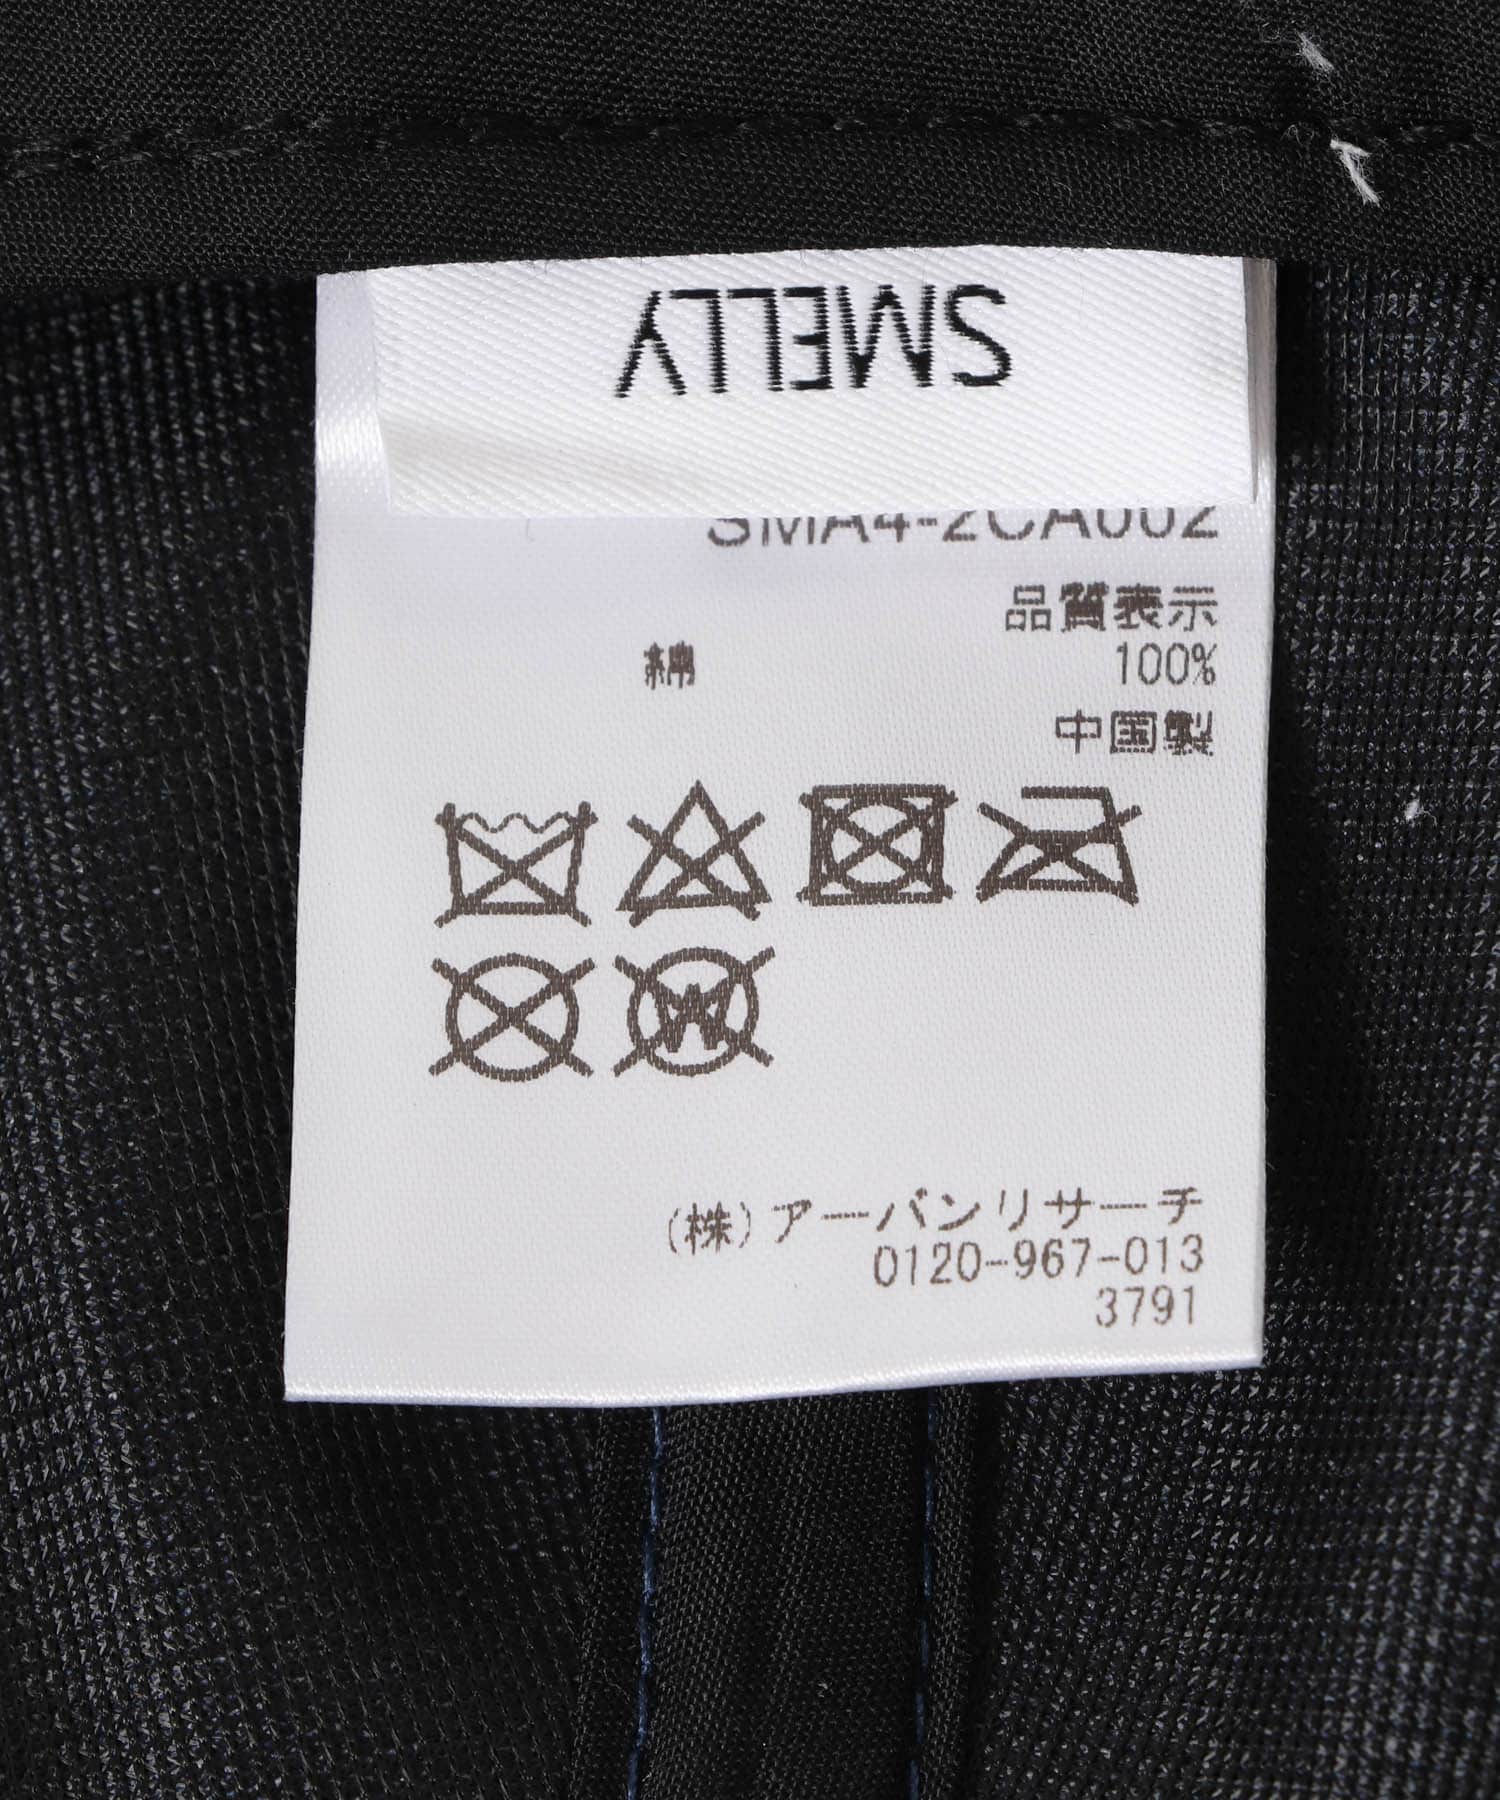 SMELLY
SMA4-2CA002
品質表示
綿 100%
中国製
W
(株)アーバンリサーチ
0120-967-013
3791